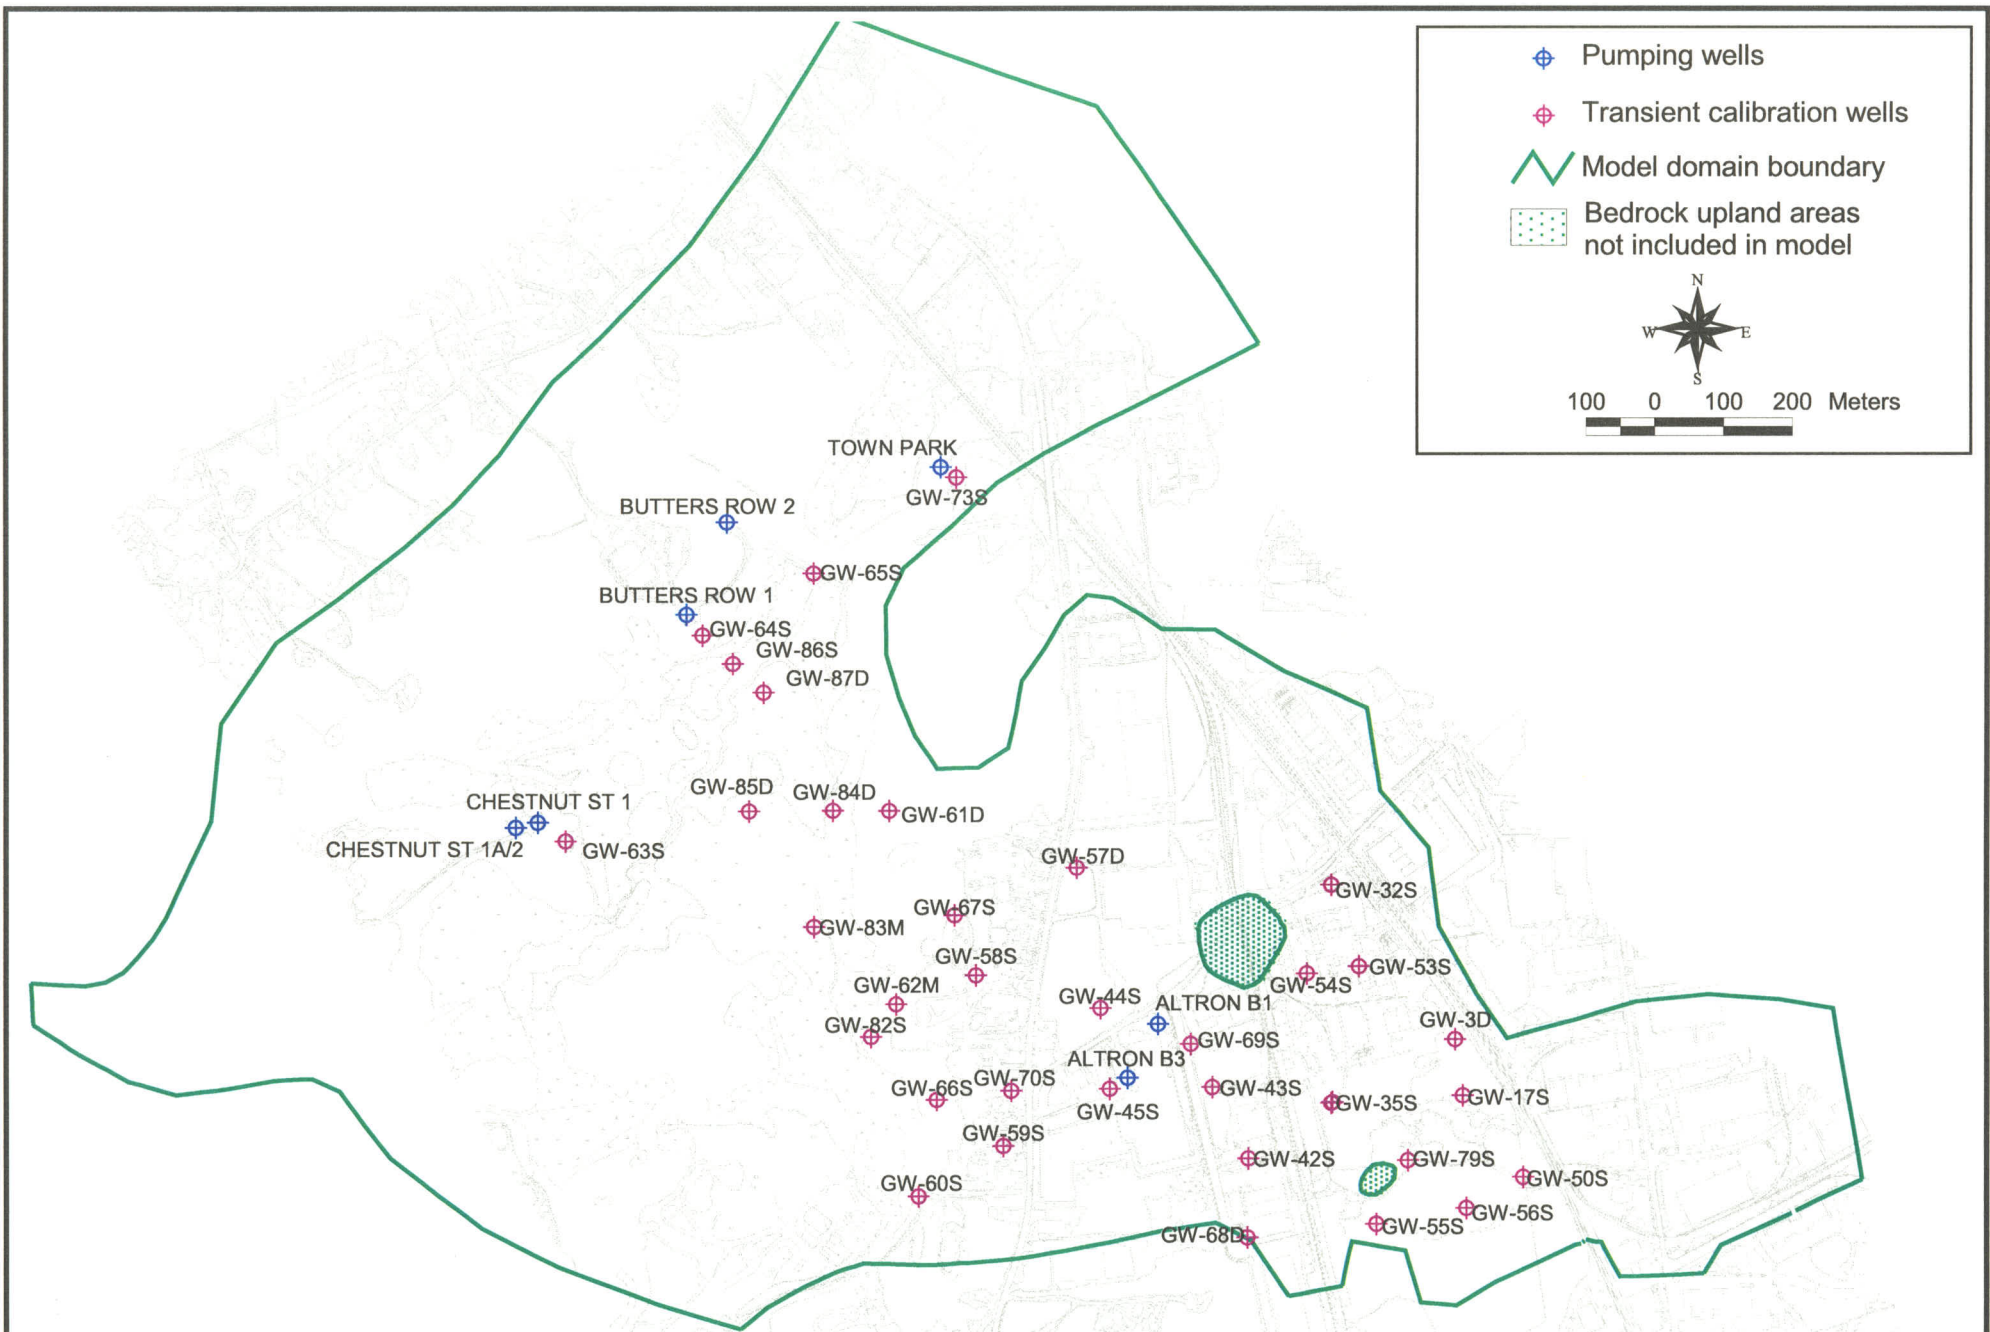 Pumping wells
Transient calibration wells
Model domain boundary
Bedrock upland areas
not included in model
N
W
E
S
100 0 100 200 Meters
TOWN PARK
GW-73S
BUTTERS ROW 2
GW-65S
BUTTERS ROW 1
GW-64S
GW-86S
GW-87D
GW-85D
GW-84D
GW-61D
CHESTNUT ST 1
CHESTNUT ST 1A/2
GW-63S
GW-57D
GW-32S
GW-67S
GW-83M
GW-58S
GW-53S
GW-54S
GW-62M
GW-44S
ALTRON B1
GW-82S
GW-3D
GW-69S
ALTRON B3
GW-70S
GW-66S
GW-43S
GW-45S
GW-35S
GW-17S
GW-59S
GW-42S
GW-79S
GW-60S
GW-50S
GW-56S
GW-55S
GW-68D